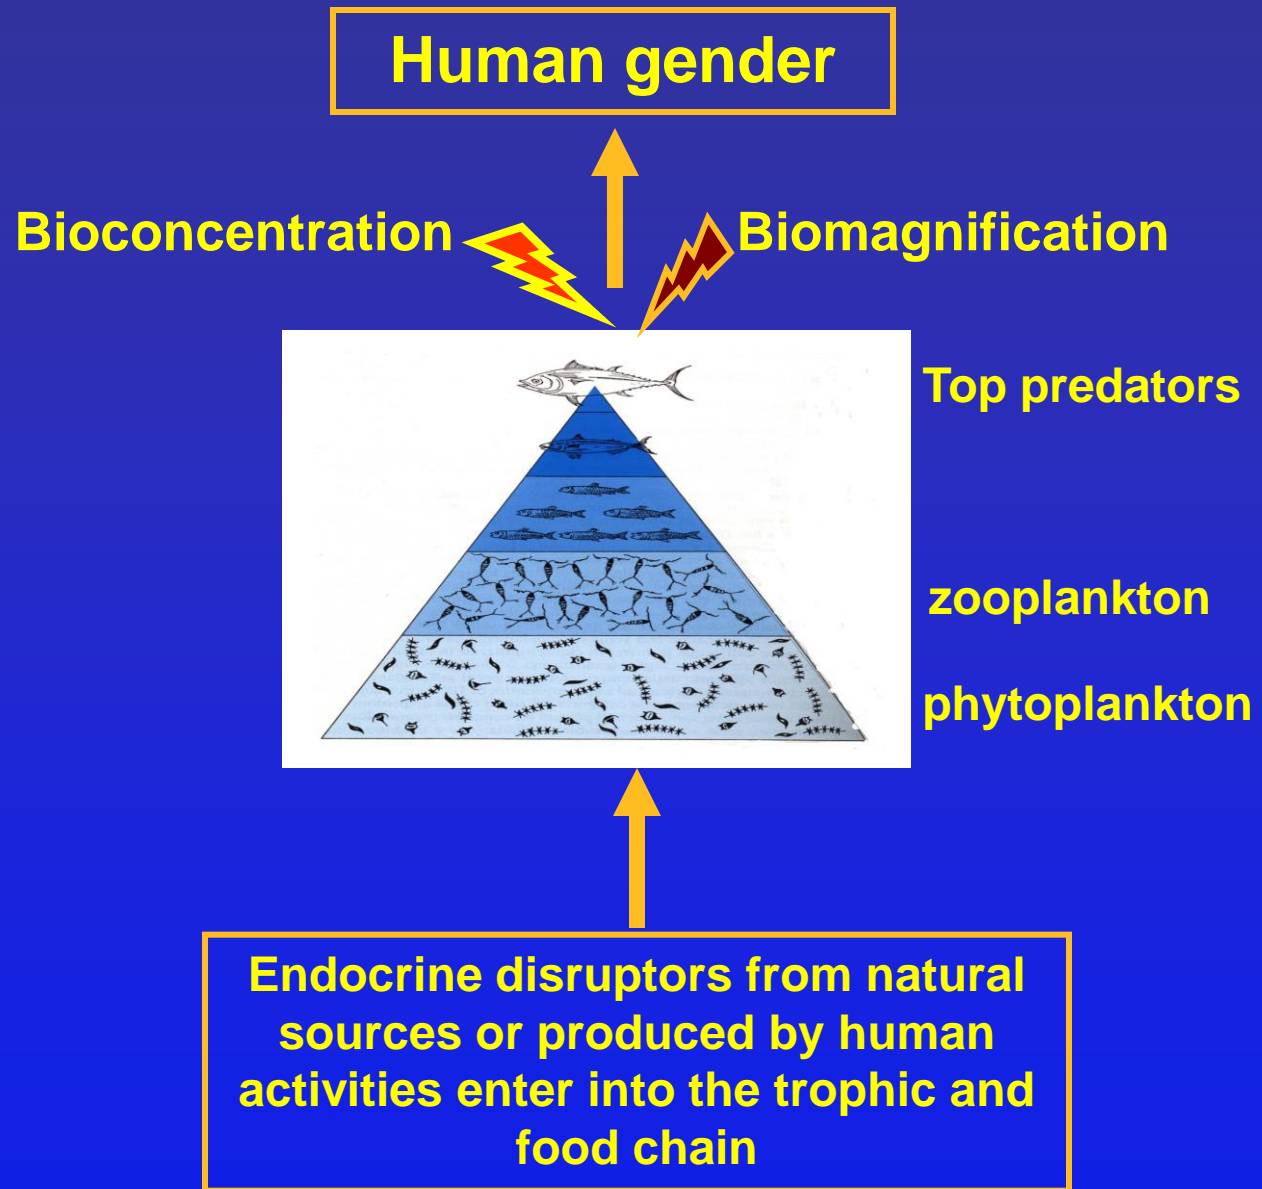 Human gender
Bioconcentration
Biomagnification
Top predators
zooplankton
phytoplankton
Endocrine disruptors from natural
sources or produced by human
activities enter into the trophic and
food chain